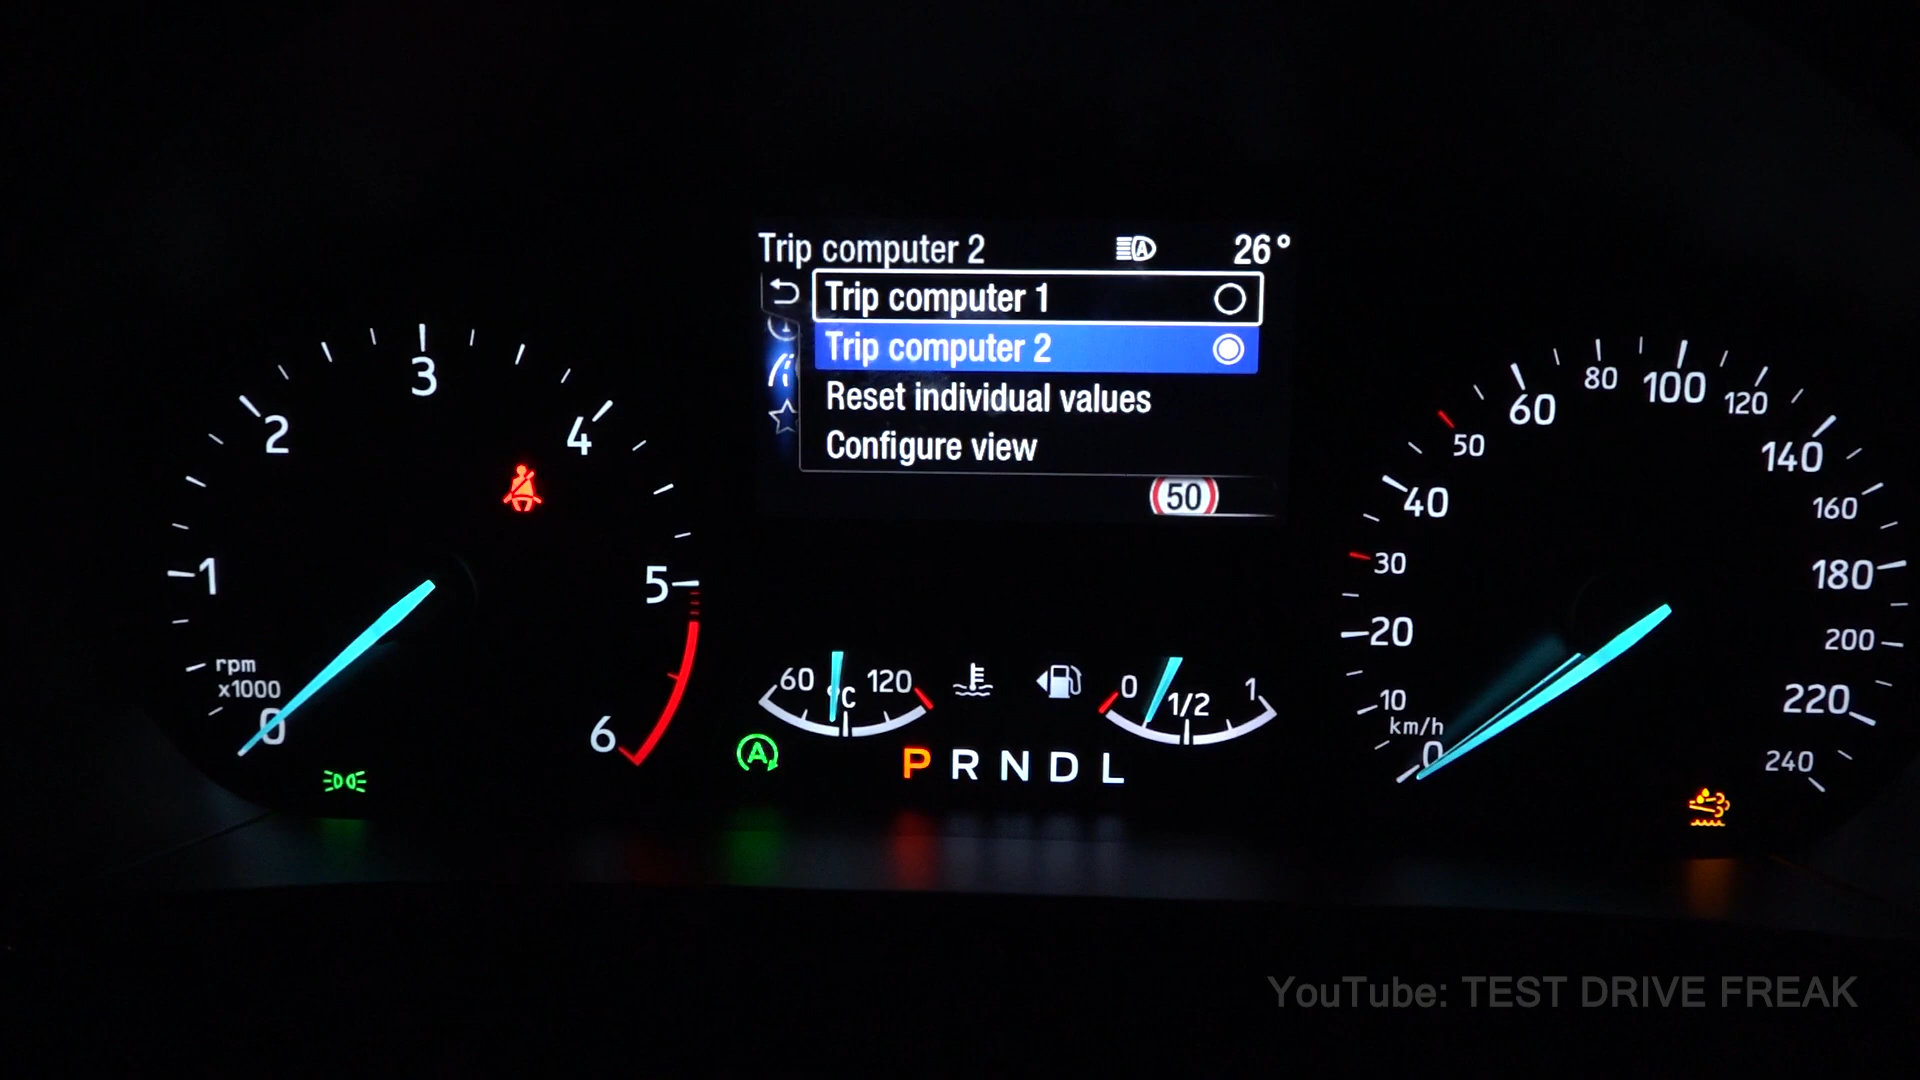 Trip computer 2 A 26°
Trip computer 1
Trip computer 2
Reset individual values
Configure view
50
0 1 2 3 4 5 6
rpm
x1000
60 °C 120
0 1/2 1
A
P R N D L
0 10 20 30 40 50 60 80 100 120 140 160 180 200 220 240
km/h
YouTube: TEST DRIVE FREAK